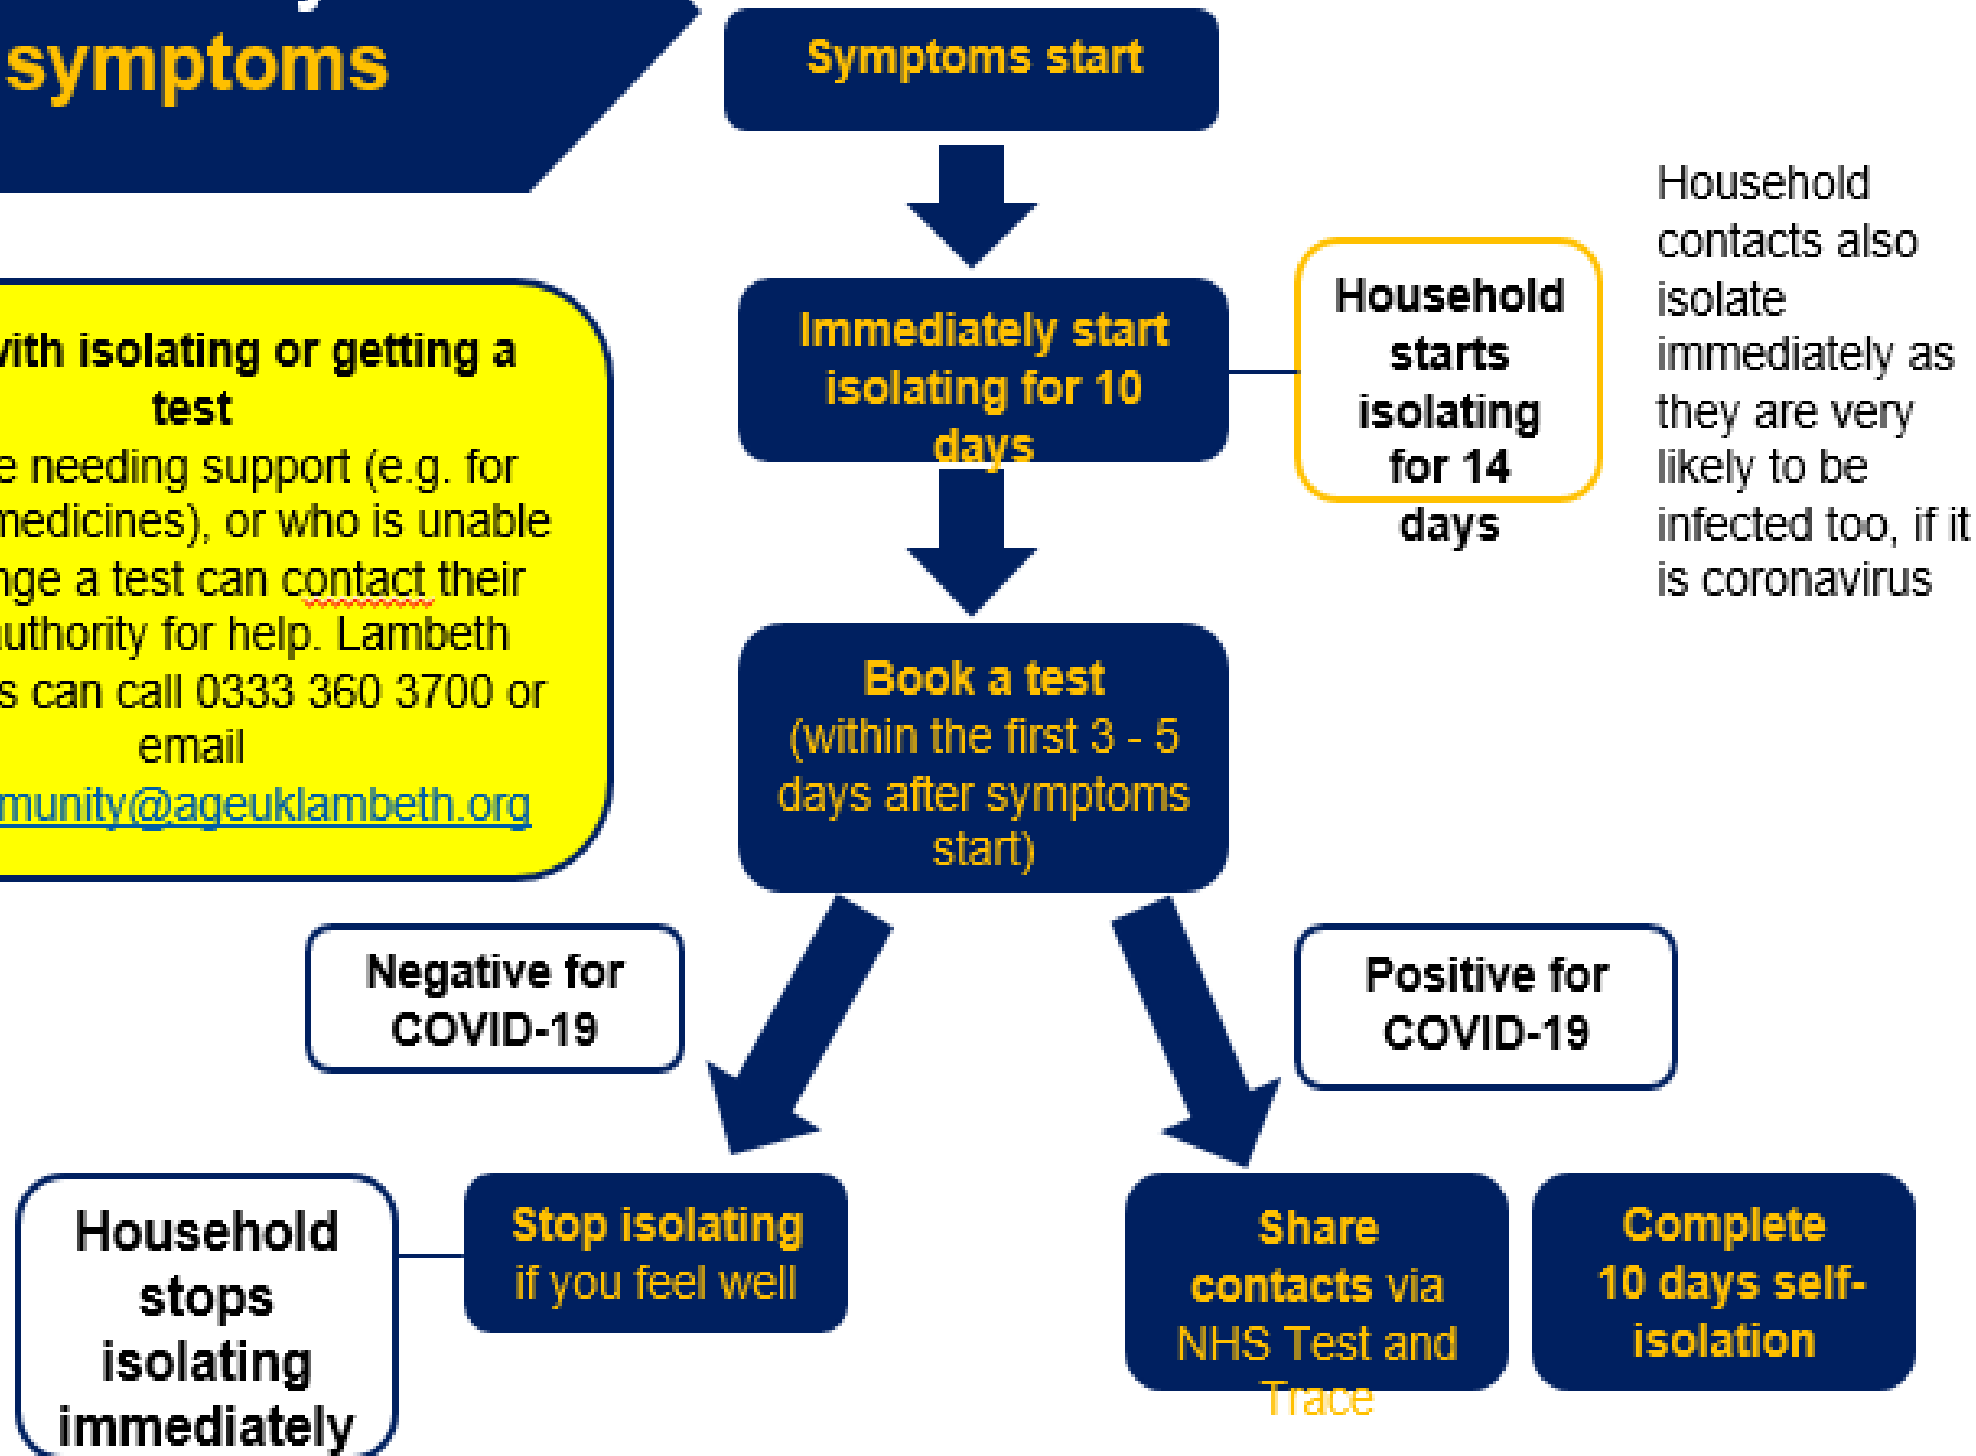 symptoms
Symptoms start
Immediately start
isolating for 10
days
Household
starts
isolating
for 14
days
Household
contacts also
isolate
immediately as
they are very
likely to be
infected too, if it
is coronavirus
isolating or getting a
test
needing support (e.g. for
medicines), or who is unable
a test can contact their
for help. Lambeth
can call 0333 360 3700 or
email
munity@ageuklambeth.org
Book a test
(within the first 3 - 5
days after symptoms
start)
Negative for
COVID-19
Positive for
COVID-19
Household
stops
isolating
immediately
Stop isolating
if you feel well
Share
contacts via
NHS Test and
Trace
Complete
10 days self-
isolation